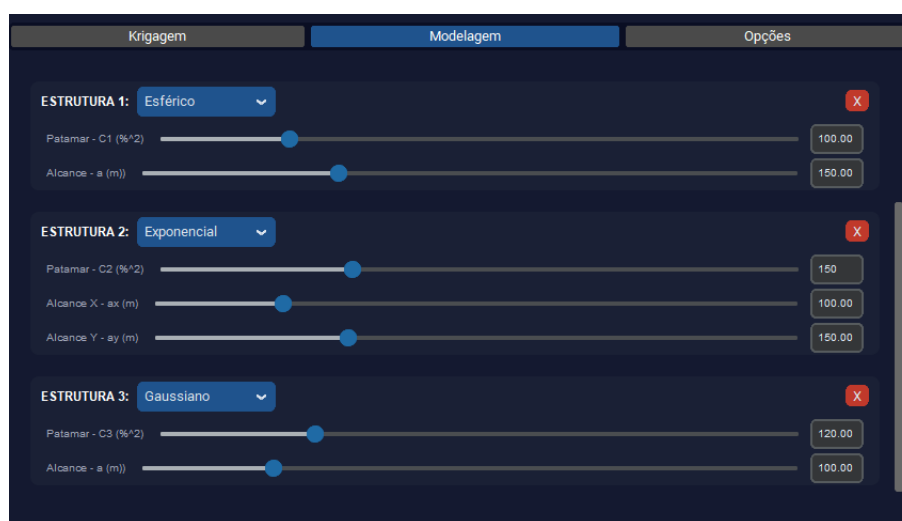 Krigagem Modelagem Opções
ESTRUTURA 1: Esférico X
Patamar - C1 (%^2) 100.00
Alcance - a (m)) 150.00
ESTRUTURA 2: Exponencial X
Patamar - C2 (%^2) 150
Alcance X - ax (m) 100.00
Alcance Y - ay (m) 150.00
ESTRUTURA 3: Gaussiano X
Patamar - C3 (%^2) 120.00
Alcance - a (m)) 100.00